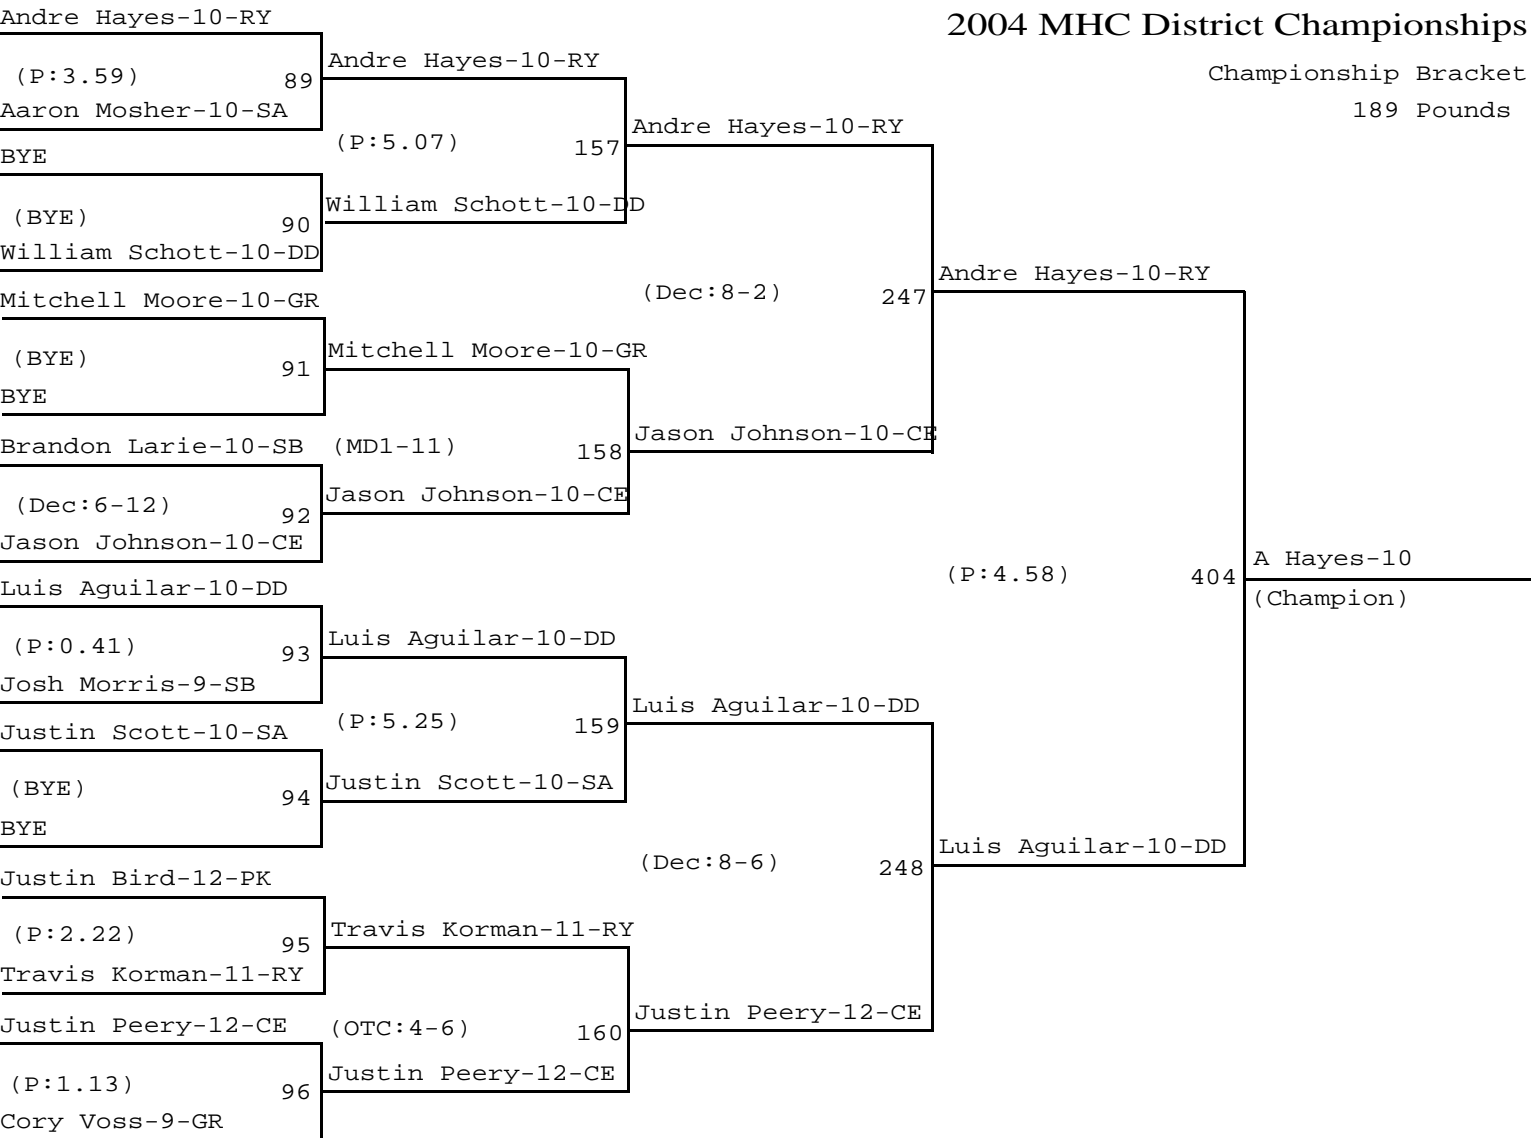 2004 MHC District Championships
Championship Bracket
189 Pounds
Andre Hayes-10-RY
(P:3.59) 89
Aaron Mosher-10-SA
BYE
(BYE) 90
William Schott-10-DD
Mitchell Moore-10-GR
(BYE) 91
BYE
Brandon Larie-10-SB
(Dec:6-12) 92
Jason Johnson-10-CE
Luis Aguilar-10-DD
(P:0.41) 93
Josh Morris-9-SB
Justin Scott-10-SA
(BYE) 94
BYE
Justin Bird-12-PK
(P:2.22) 95
Travis Korman-11-RY
Justin Peery-12-CE
(P:1.13) 96
Cory Voss-9-GR
Andre Hayes-10-RY
(P:5.07) 157
William Schott-10-DD
Mitchell Moore-10-GR
(MD1-11) 158
Jason Johnson-10-CE
Luis Aguilar-10-DD
(P:5.25) 159
Justin Scott-10-SA
Travis Korman-11-RY
(OTC:4-6) 160
Justin Peery-12-CE
Andre Hayes-10-RY
(Dec:8-2) 247
Jason Johnson-10-CE
Luis Aguilar-10-DD
(Dec:8-6) 248
Justin Peery-12-CE
Andre Hayes-10-RY
(P:4.58) 404
Luis Aguilar-10-DD
A Hayes-10
(Champion)